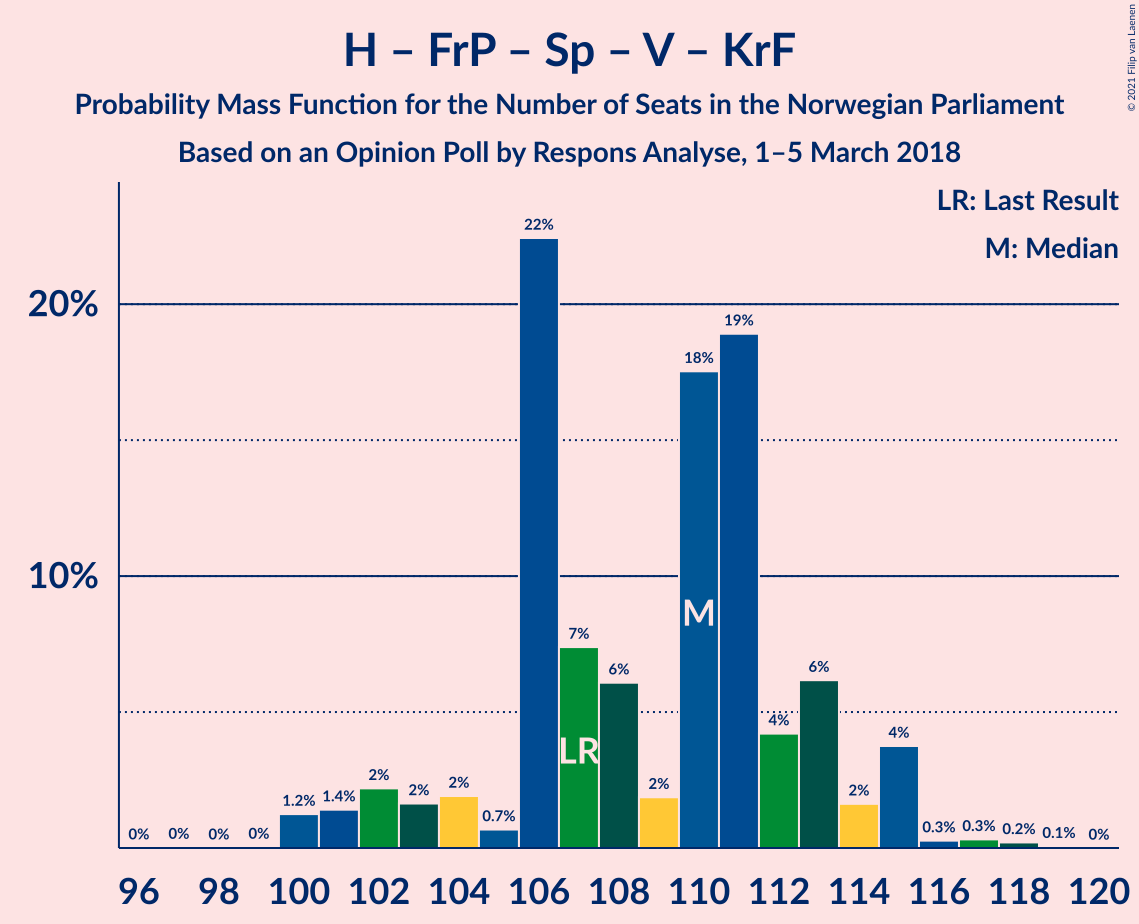 H – FrP – Sp – V – KrF
Probability Mass Function for the Number of Seats in the Norwegian Parliament
Based on an Opinion Poll by Respons Analyse, 1–5 March 2018
© 2021 Filip van Laenen
LR: Last Result
M: Median
20%
10%
0% 0% 0% 0% 1.2% 1.4% 2% 2% 2% 0.7% 22% 7% 6% 2% 18% 19% 4% 6% 2% 4% 0.3% 0.3% 0.2% 0.1% 0%
LR M
96 98 100 102 104 106 108 110 112 114 116 118 120